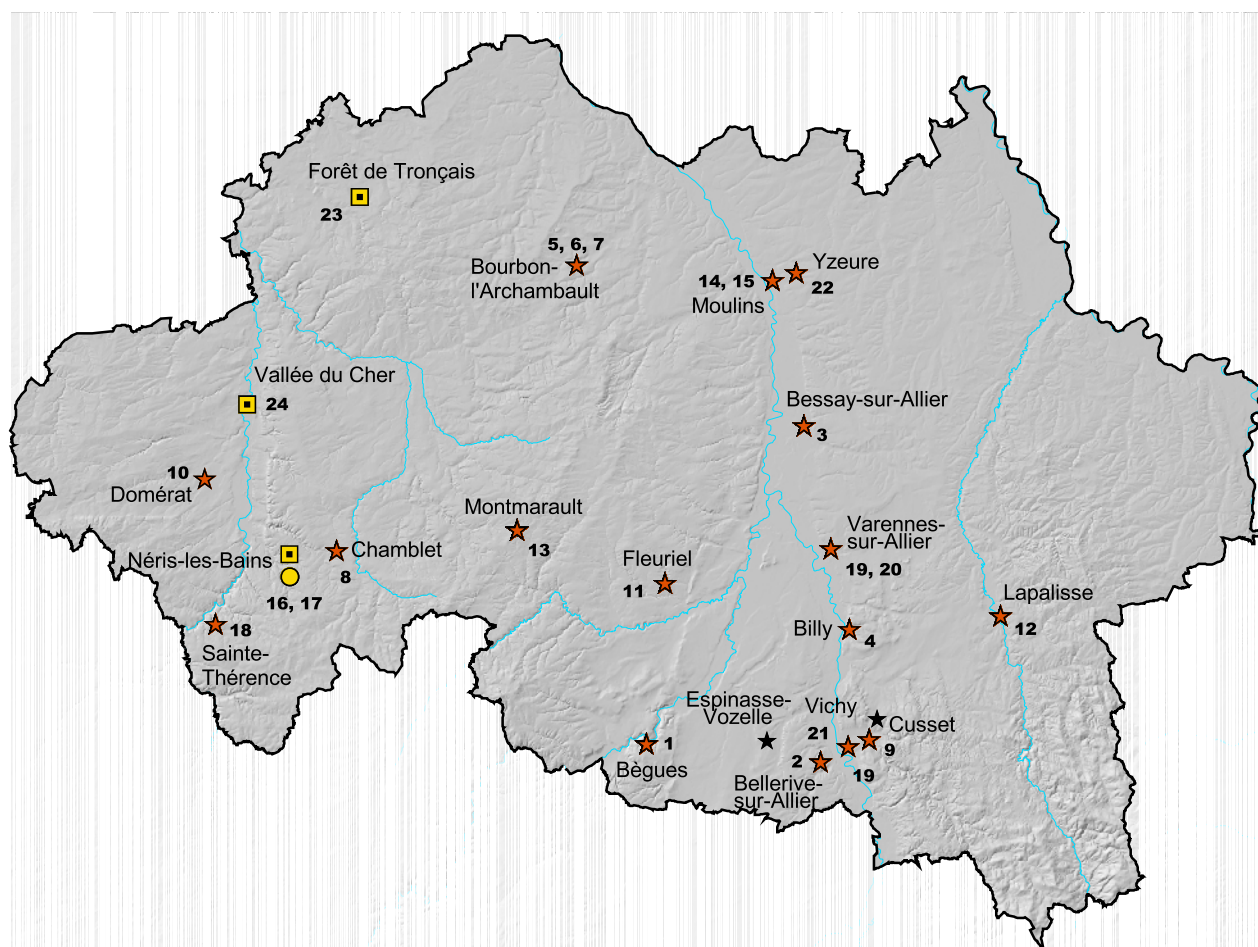 Forêt de Tronçais
23
5, 6, 7
Bourbon-
l'Archambault
Yzeure
14, 15
22
Moulins
Vallée du Cher
24
Bessay-sur-Allier
3
10
Domérat
Montmarault
13
Varennes-
sur-Allier
19, 20
Néris-les-Bains
Chamblet
8
16, 17
Fleuriel
11
Lapalisse
12
18
Sainte-
Thérence
Billy
4
Espinasse-
Vozelle
Vichy
21
Cusset
9
1
Bègues
2
19
Bellerive-
sur-Allier